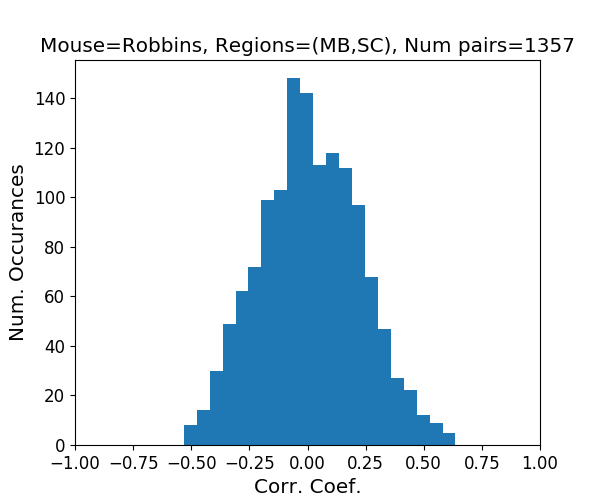 Mouse=Robbins, Regions=(MB,SC), Num pairs=1357
Num. Occurances
140
120
100
80
60
40
20
0
−1.00 −0.75 −0.50 −0.25 0.00 0.25 0.50 0.75 1.00
Corr. Coef.